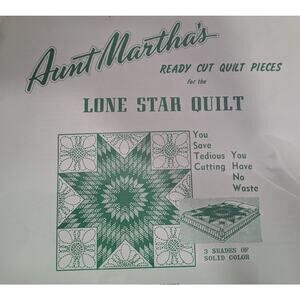 Aunt Martha's
READY CUT QUILT PIECES
for the
LONE STAR QUILT
You
Save
Tedious
Cutting
You
Have
No
Waste
3 SHADES OF
SOLID COLOR